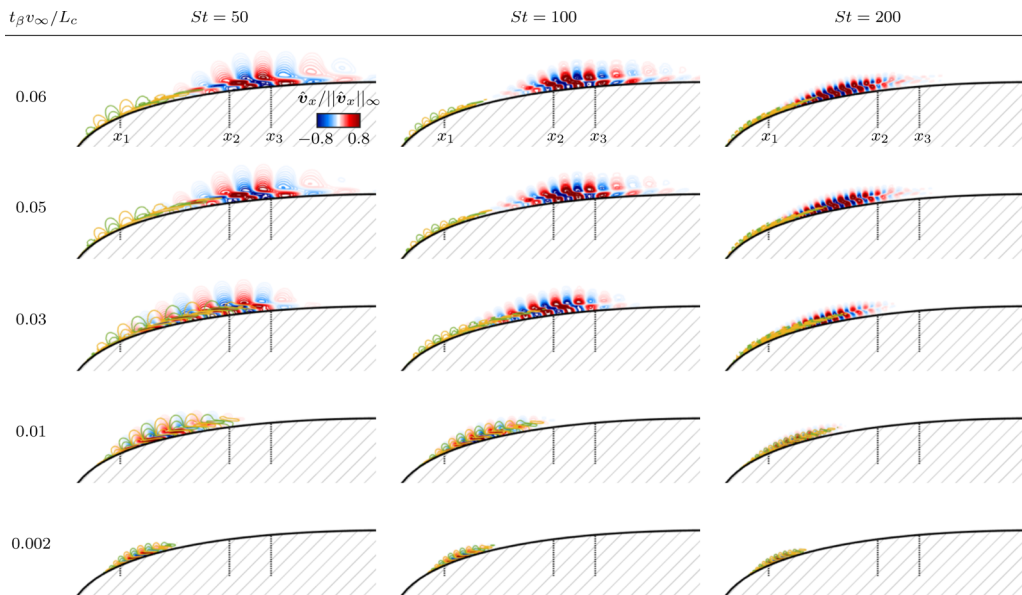 t_β v_∞/L_c St = 50 St = 100 St = 200
0.06
v̂_x/||v̂_x||_∞
−0.8 0.8
x_1 x_2 x_3 x_1 x_2 x_3 x_1 x_2 x_3
0.05
0.03
0.01
0.002